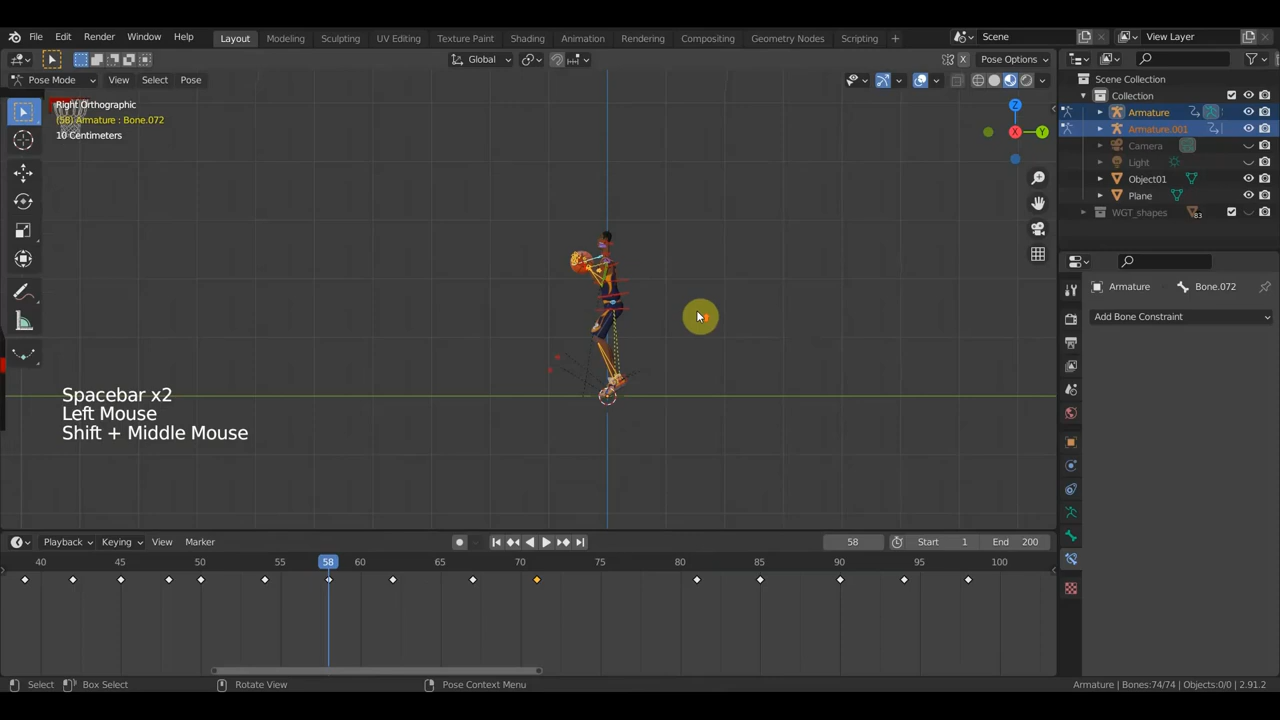 File Edit Render Window Help Layout Modeling Sculpting UV Editing Texture Paint Shading Animation Rendering Compositing Geometry Nodes Scripting Scene View Layer
Global Pose Options
Pose Mode View Select Pose
Scene Collection
Collection
Armature
Armature.001
Camera
Light
Object01
Plane
WGT_shapes 83
Right Orthographic
(58) Armature : Bone.072
10 Centimeters
Z
X
Y
Armature Bone.072
Add Bone Constraint
Spacebar x2
Left Mouse
Shift + Middle Mouse
Playback Keying View Marker 58 Start 1 End 200
40 45 50 55 58 60 65 70 75 80 85 90 95 100
Select Box Select Rotate View Pose Context Menu Armature | Bones:74/74 | Objects:0/0 | 2.91.2